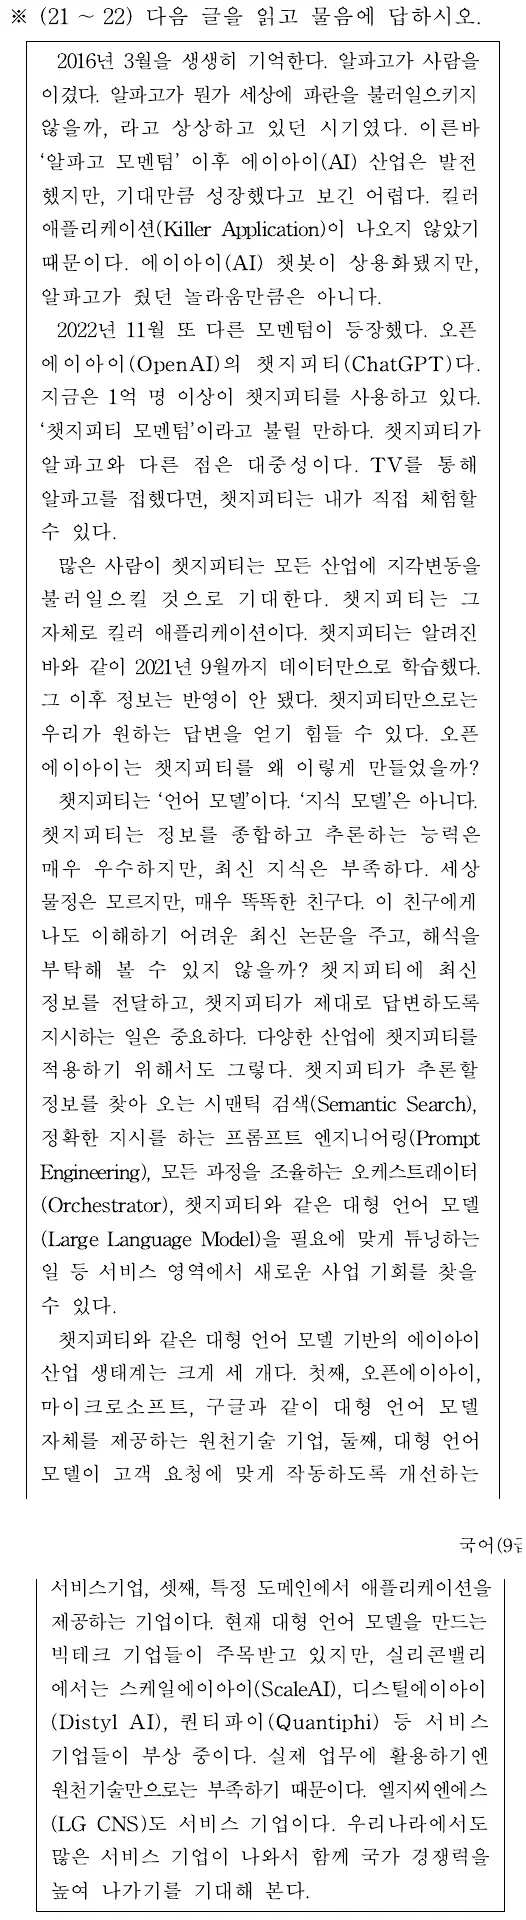 ※ (21 ~ 22) 다음 글을 읽고 물음에 답하시오.
2016년 3월을 생생히 기억한다. 알파고가 사람을
이겼다. 알파고가 뭔가 세상에 파란을 불러일으키지
않을까, 라고 상상하고 있던 시기였다. 이른바
‘알파고 모멘텀’ 이후 에이아이(AI) 산업은 발전
했지만, 기대만큼 성장했다고 보긴 어렵다. 킬러
애플리케이션(Killer Application)이 나오지 않았기
때문이다. 에이아이(AI) 챗봇이 상용화됐지만,
알파고가 줬던 놀라움만큼은 아니다.
2022년 11월 또 다른 모멘텀이 등장했다. 오픈
에이아이(OpenAI)의 챗지피티(ChatGPT)다.
지금은 1억 명 이상이 챗지피티를 사용하고 있다.
‘챗지피티 모멘텀’이라고 불릴 만하다. 챗지피티가
알파고와 다른 점은 대중성이다. TV를 통해
알파고를 접했다면, 챗지피티는 내가 직접 체험할
수 있다.
많은 사람이 챗지피티는 모든 산업에 지각변동을
불러일으킬 것으로 기대한다. 챗지피티는 그
자체로 킬러 애플리케이션이다. 챗지피티는 알려진
바와 같이 2021년 9월까지 데이터만으로 학습했다.
그 이후 정보는 반영이 안 됐다. 챗지피티만으로는
우리가 원하는 답변을 얻기 힘들 수 있다. 오픈
에이아이는 챗지피티를 왜 이렇게 만들었을까?
챗지피티는 ‘언어 모델’이다. ‘지식 모델’은 아니다.
챗지피티는 정보를 종합하고 추론하는 능력은
매우 우수하지만, 최신 지식은 부족하다. 세상
물정은 모르지만, 매우 똑똑한 친구다. 이 친구에게
나도 이해하기 어려운 최신 논문을 주고, 해석을
부탁해 볼 수 있지 않을까? 챗지피티에 최신
정보를 전달하고, 챗지피티가 제대로 답변하도록
지시하는 일은 중요하다. 다양한 산업에 챗지피티를
적용하기 위해서도 그렇다. 챗지피티가 추론할
정보를 찾아 오는 시맨틱 검색(Semantic Search),
정확한 지시를 하는 프롬프트 엔지니어링(Prompt
Engineering), 모든 과정을 조율하는 오케스트레이터
(Orchestrator), 챗지피티와 같은 대형 언어 모델
(Large Language Model)을 필요에 맞게 튜닝하는
일 등 서비스 영역에서 새로운 사업 기회를 찾을
수 있다.
챗지피티와 같은 대형 언어 모델 기반의 에이아이
산업 생태계는 크게 세 개다. 첫째, 오픈에이아이,
마이크로소프트, 구글과 같이 대형 언어 모델
자체를 제공하는 원천기술 기업, 둘째, 대형 언어
모델이 고객 요청에 맞게 작동하도록 개선하는
국어(9급
서비스기업, 셋째, 특정 도메인에서 애플리케이션을
제공하는 기업이다. 현재 대형 언어 모델을 만드는
빅테크 기업들이 주목받고 있지만, 실리콘밸리
에서는 스케일에이아이(ScaleAI), 디스틸에이아이
(Distyl AI), 퀀티파이(Quantiphi) 등 서비스
기업들이 부상 중이다. 실제 업무에 활용하기엔
원천기술만으로는 부족하기 때문이다. 엘지씨엔에스
(LG CNS)도 서비스 기업이다. 우리나라에서도
많은 서비스 기업이 나와서 함께 국가 경쟁력을
높여 나가기를 기대해 본다.